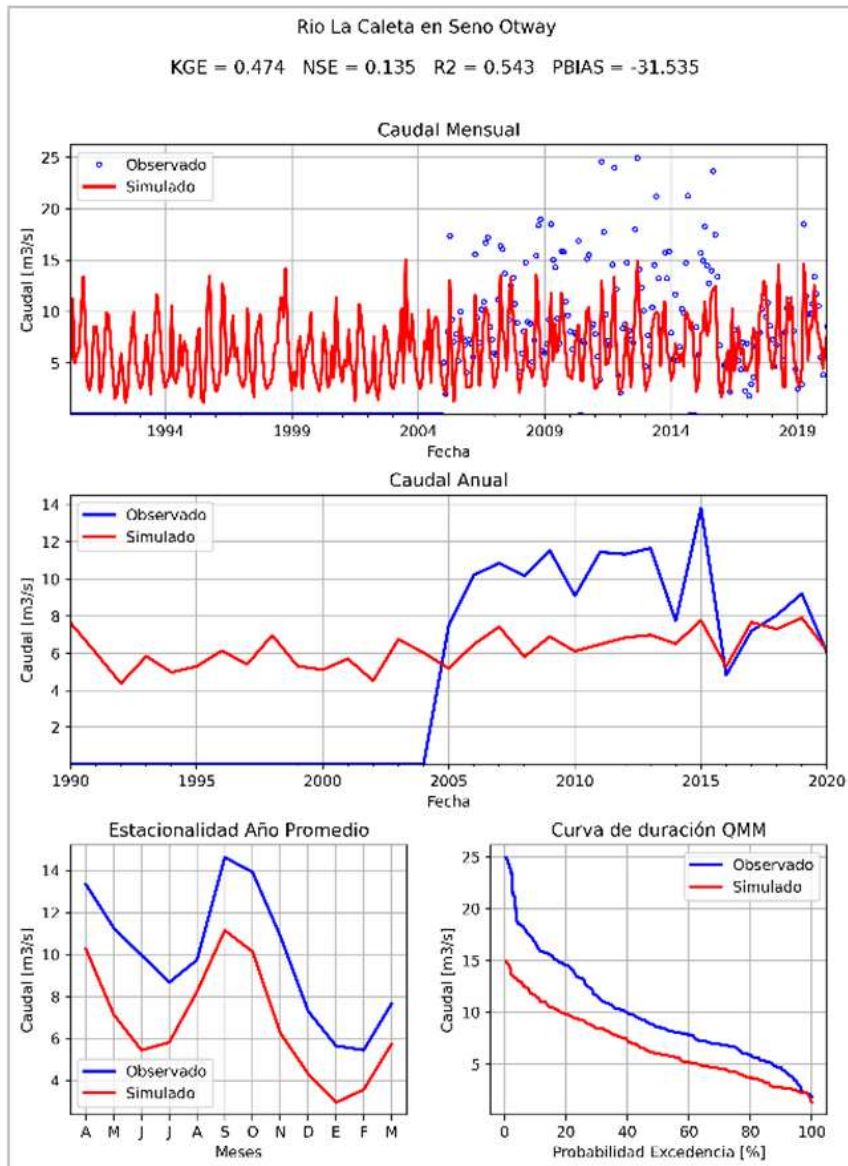 Rio La Caleta en Seno Otway
KGE = 0.474 NSE = 0.135 R2 = 0.543 PBIAS = -31.535
Caudal Mensual
Observado
Simulado
25
20
15
10
5
Caudal [m3/s]
1994 1999 2004 2009 2014 2019
Fecha
Caudal Anual
Observado
Simulado
14
12
10
8
6
4
2
Caudal [m3/s]
1990 1995 2000 2005 2010 2015 2020
Fecha
Estacionalidad Año Promedio
14
12
10
8
6
4
Caudal [m3/s]
Observado
Simulado
A M J J A S O N D E F M
Meses
Curva de duración QMM
Observado
Simulado
25
20
15
10
5
Caudal [m3/s]
0 20 40 60 80 100
Probabilidad Excedencia [%]